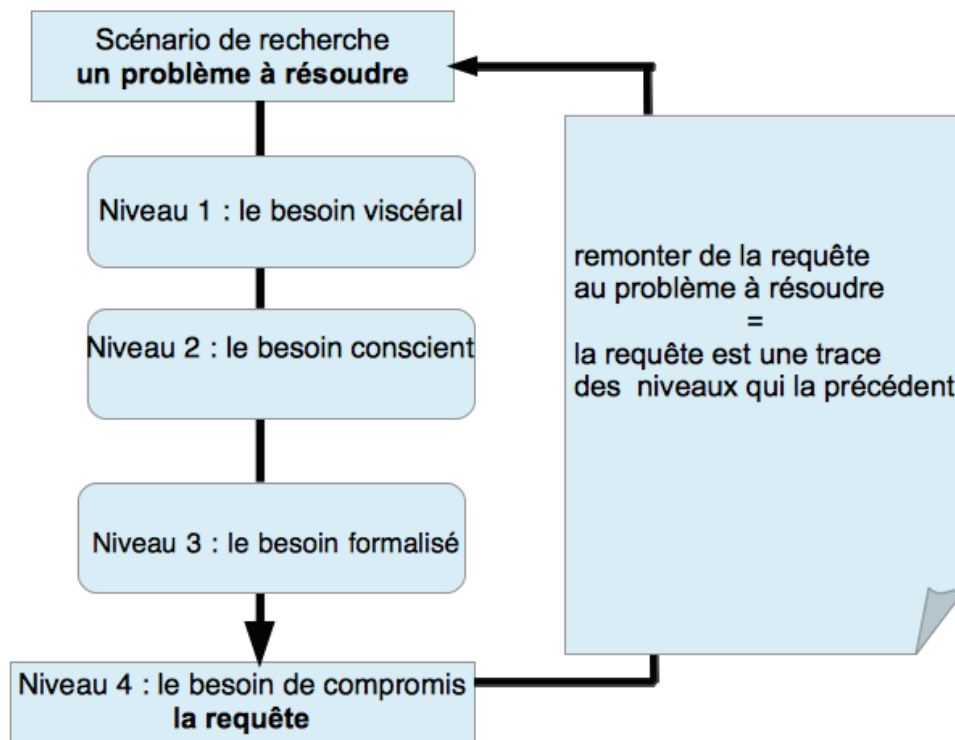 Scénario de recherche
un problème à résoudre
Niveau 1 : le besoin viscéral
Niveau 2 : le besoin conscient
Niveau 3 : le besoin formalisé
Niveau 4 : le besoin de compromis
la requête
remonter de la requête
au problème à résoudre
=
la requête est une trace
des niveaux qui la précédent